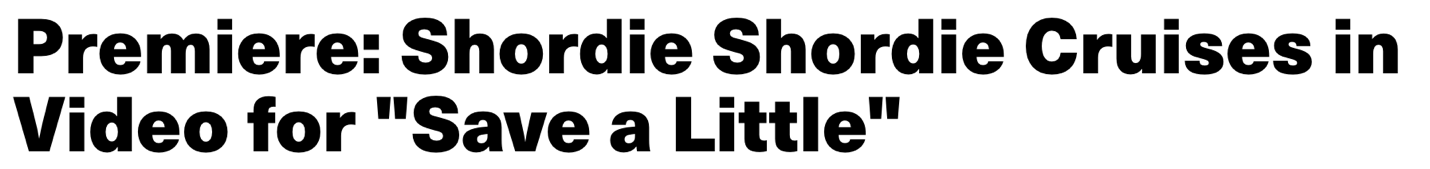 Premiere: Shordie Shordie Cruises in
Video for "Save a Little"